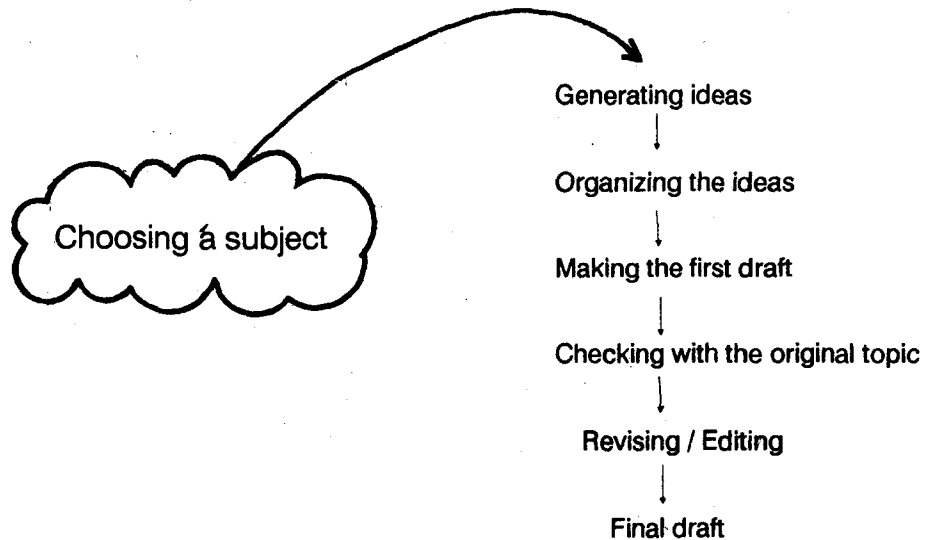 Choosing a subject
Generating ideas
Organizing the ideas
Making the first draft
Checking with the original topic
Revising / Editing
Final draft